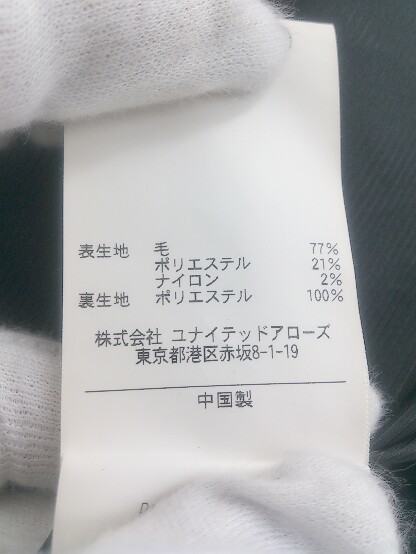 表生地 毛 77%
ポリエステル 21%
ナイロン 2%
裏生地 ポリエステル 100%
株式会社 ユナイテッドアローズ
東京都港区赤坂8-1-19
中国製